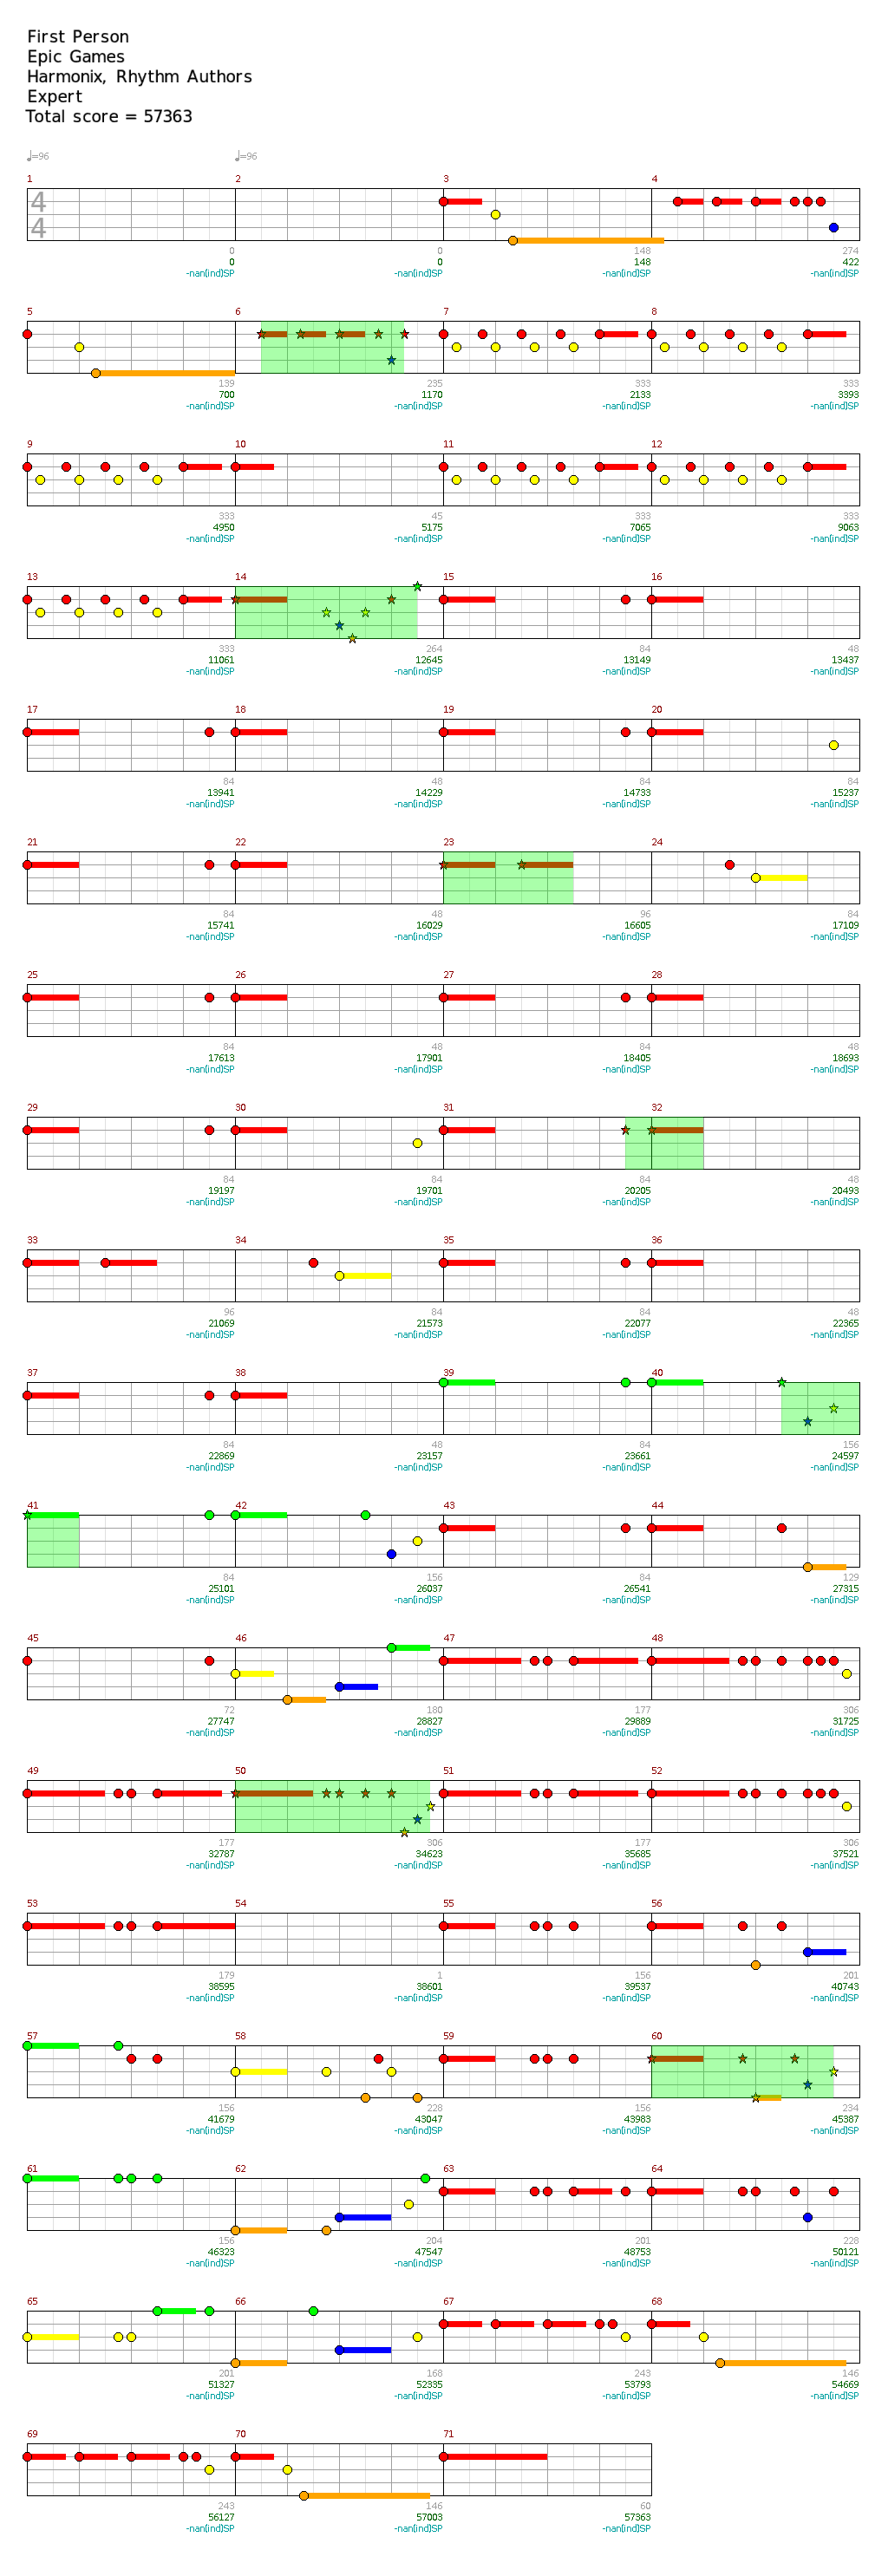 First Person
Epic Games
Harmonix, Rhythm Authors
Expert
Total score = 57363
♩=96 ♩=96
1 2 3 4
4
4
0 0 148 274
0 0 148 422
-nan(ind)SP -nan(ind)SP -nan(ind)SP -nan(ind)SP
5 6 7 8
139 235 333 333
700 1170 2133 3393
-nan(ind)SP -nan(ind)SP -nan(ind)SP -nan(ind)SP
9 10 11 12
333 45 333 333
4950 5175 7065 9063
-nan(ind)SP -nan(ind)SP -nan(ind)SP -nan(ind)SP
13 14 15 16
333 264 84 48
11061 12645 13149 13437
-nan(ind)SP -nan(ind)SP -nan(ind)SP -nan(ind)SP
17 18 19 20
84 48 84 84
13941 14229 14733 15237
-nan(ind)SP -nan(ind)SP -nan(ind)SP -nan(ind)SP
21 22 23 24
84 48 96 84
15741 16029 16605 17109
-nan(ind)SP -nan(ind)SP -nan(ind)SP -nan(ind)SP
25 26 27 28
84 48 84 48
17613 17901 18405 18693
-nan(ind)SP -nan(ind)SP -nan(ind)SP -nan(ind)SP
29 30 31 32
84 84 84 48
19197 19701 20205 20493
-nan(ind)SP -nan(ind)SP -nan(ind)SP -nan(ind)SP
33 34 35 36
96 84 84 48
21069 21573 22077 22365
-nan(ind)SP -nan(ind)SP -nan(ind)SP -nan(ind)SP
37 38 39 40
84 48 84 156
22869 23157 23661 24597
-nan(ind)SP -nan(ind)SP -nan(ind)SP -nan(ind)SP
41 42 43 44
84 156 84 129
25101 26037 26541 27315
-nan(ind)SP -nan(ind)SP -nan(ind)SP -nan(ind)SP
45 46 47 48
72 180 177 306
27747 28827 29889 31725
-nan(ind)SP -nan(ind)SP -nan(ind)SP -nan(ind)SP
49 50 51 52
177 306 177 306
32787 34623 35685 37521
-nan(ind)SP -nan(ind)SP -nan(ind)SP -nan(ind)SP
53 54 55 56
179 1 156 201
38595 38601 39537 40743
-nan(ind)SP -nan(ind)SP -nan(ind)SP -nan(ind)SP
57 58 59 60
156 228 156 234
41679 43047 43983 45387
-nan(ind)SP -nan(ind)SP -nan(ind)SP -nan(ind)SP
61 62 63 64
156 204 201 228
46323 47547 48753 50121
-nan(ind)SP -nan(ind)SP -nan(ind)SP -nan(ind)SP
65 66 67 68
201 168 243 146
51327 52335 53793 54669
-nan(ind)SP -nan(ind)SP -nan(ind)SP -nan(ind)SP
69 70 71
243 146 60
56127 57003 57363
-nan(ind)SP -nan(ind)SP -nan(ind)SP